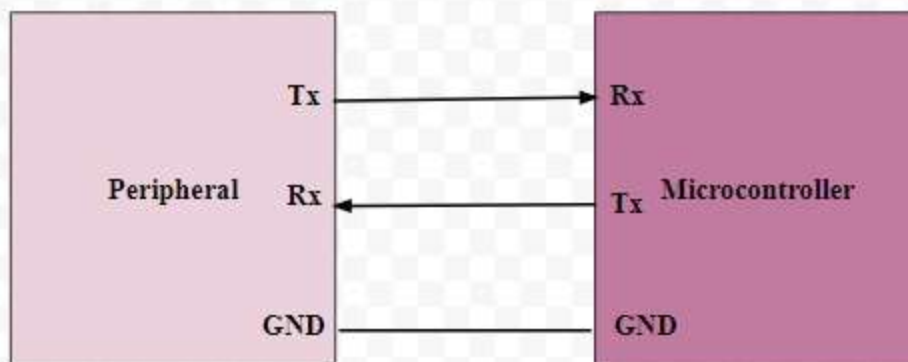 Tx
Rx
Peripheral
Rx
Tx
Microcontroller
GND
GND